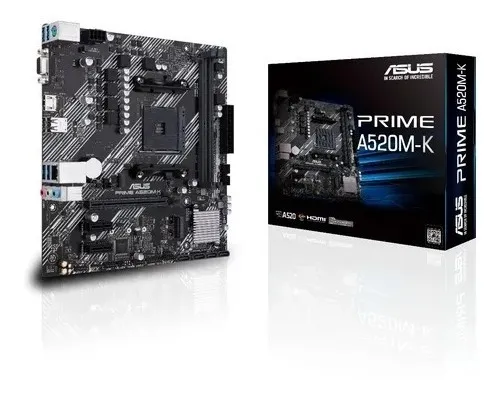 ASUS
PRIME A520M-K
ASUS
IN SEARCH OF INCREDIBLE
PRIME
A520M-K
A520
HDMI
PRIME A520M-K
ASUS